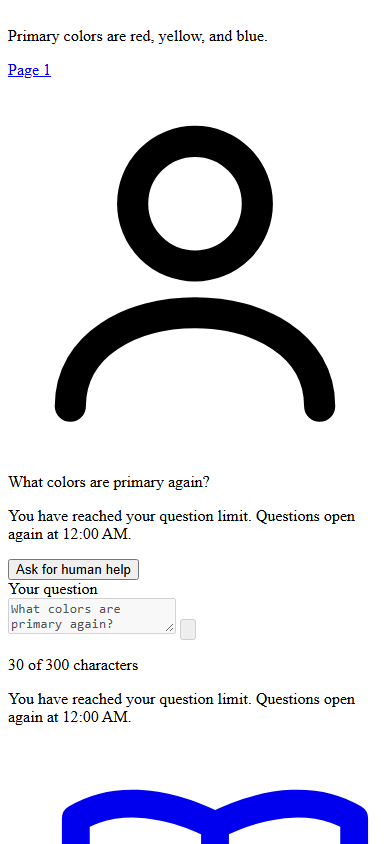 Primary colors are red, yellow, and blue.
Page 1
What colors are primary again?
You have reached your question limit. Questions open
again at 12:00 AM.
Ask for human help
Your question
What colors are
primary again?
30 of 300 characters
You have reached your question limit. Questions open
again at 12:00 AM.